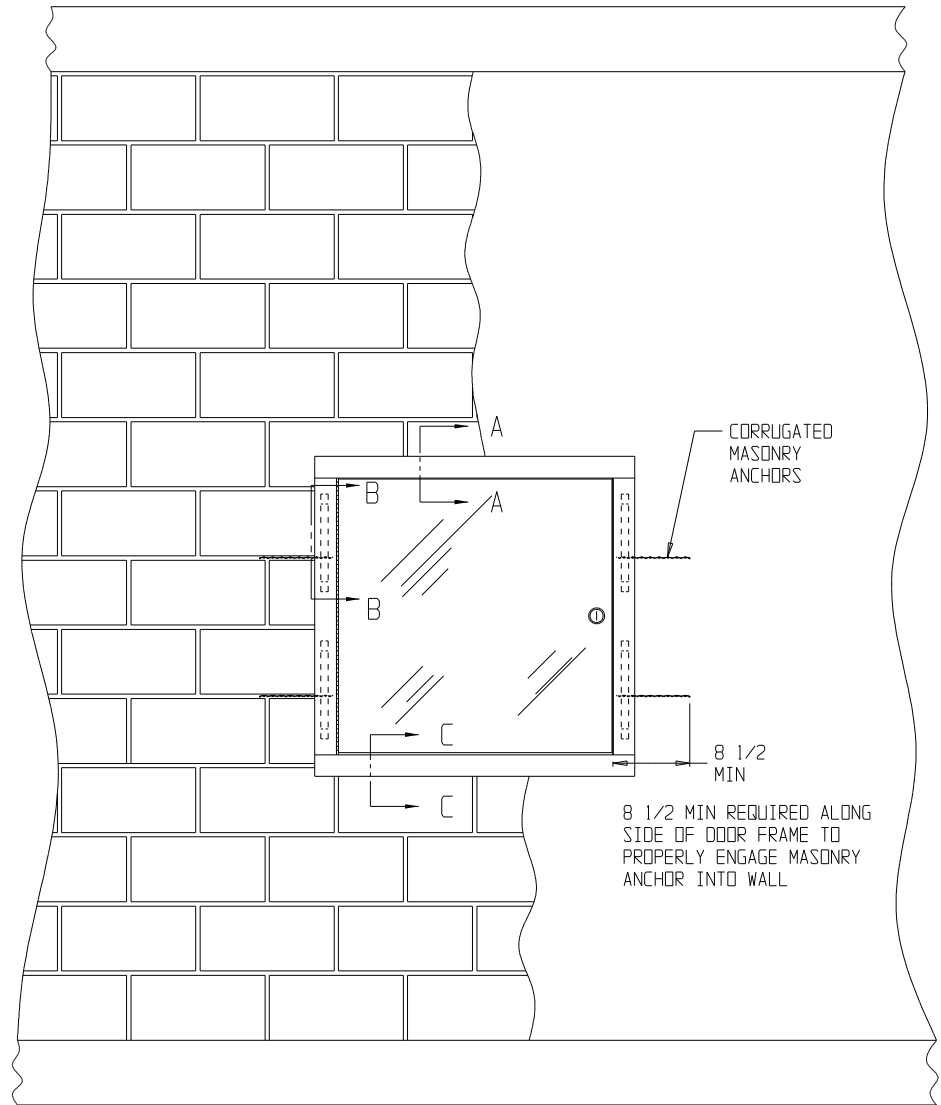 A
CORRUGATED
MASONRY
ANCHORS
B
A
B
C
8 1/2
MIN
C
8 1/2 MIN REQUIRED ALONG
SIDE OF DOOR FRAME TO
PROPERLY ENGAGE MASONRY
ANCHOR INTO WALL